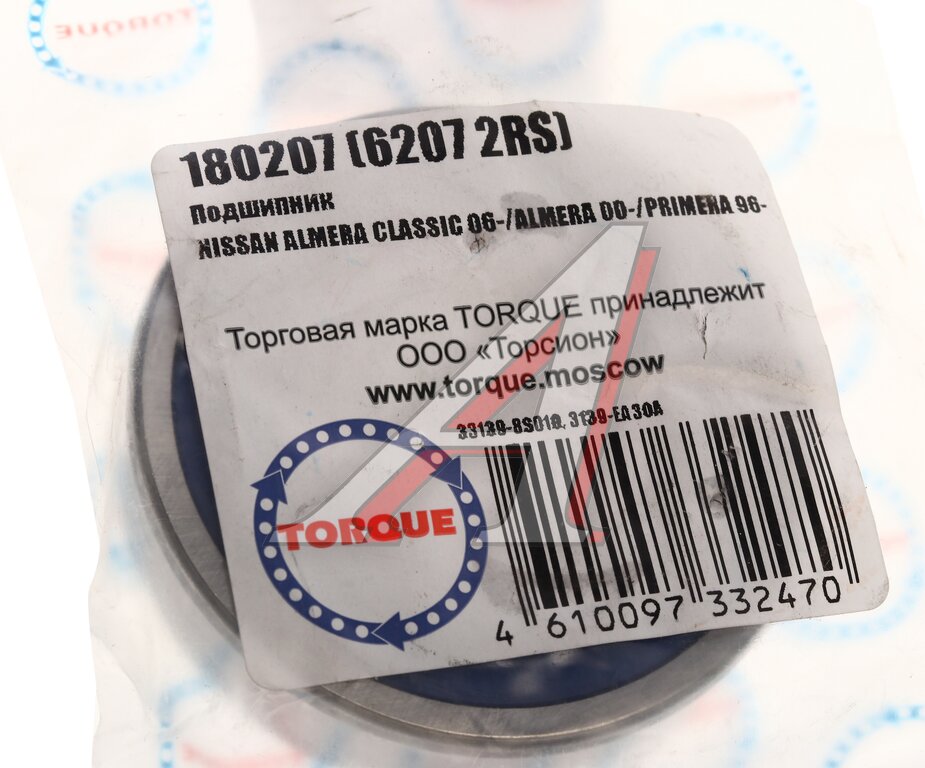 TORQUE
180207 (6207 2RS)
Подшипник
NISSAN ALMERA CLASSIC 06-/ALMERA 00-/PRIMERA 96-
Торговая марка TORQUE принадлежит
ООО «Торсион»
www.torque.moscow
33139-8S010, 3139-EA30A
TORQUE
4 610097 332470